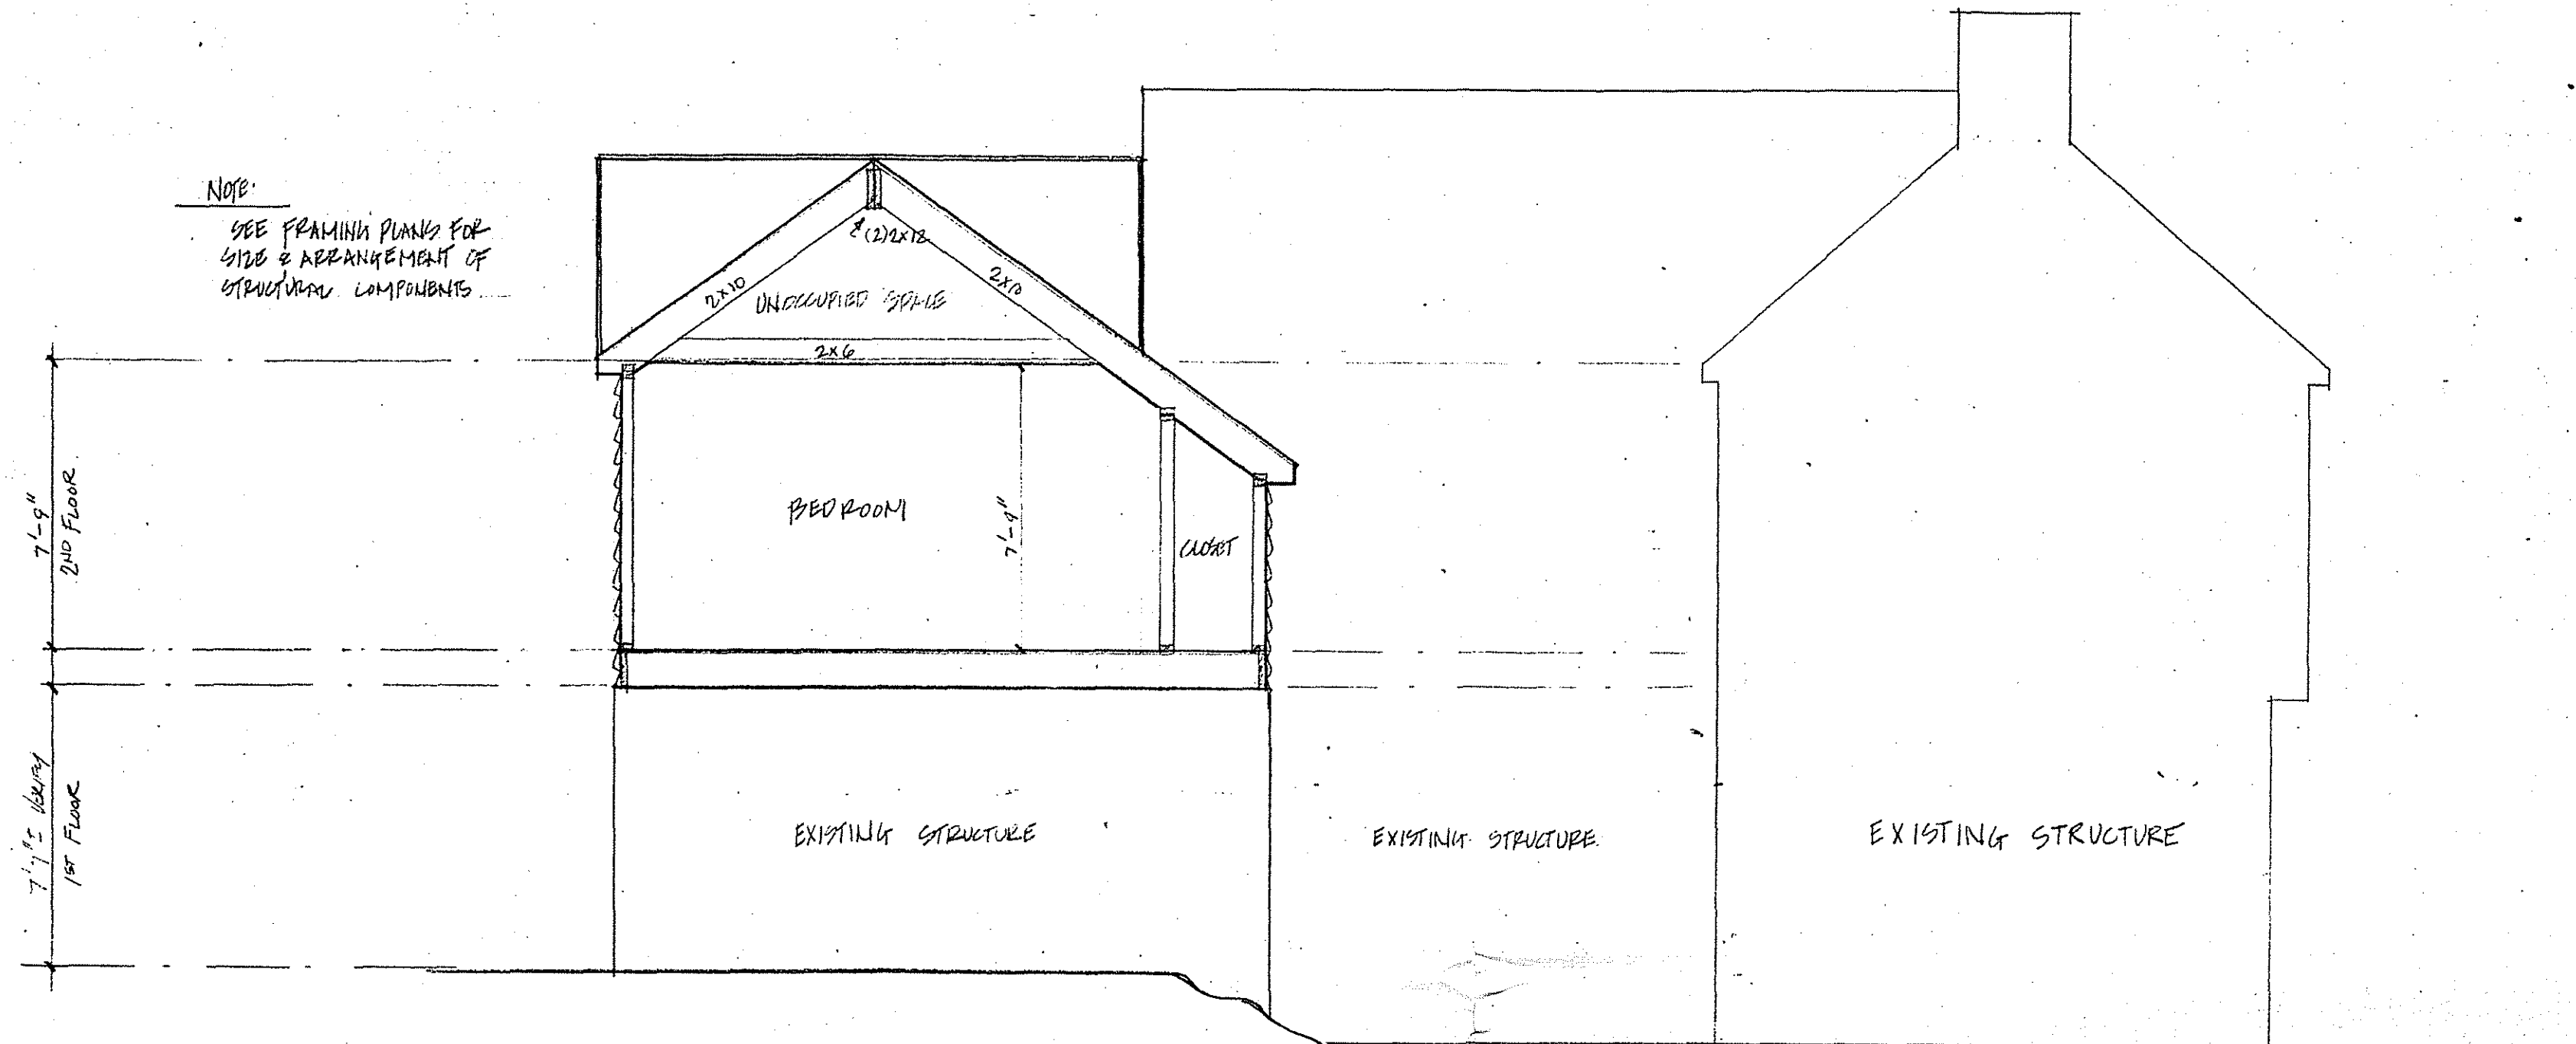 NOTE:
SEE FRAMING PLANS FOR
SIZE & ARRANGEMENT OF
STRUCTURAL COMPONENTS
(2) 2x12
2x10
2x10
UNOCCUPIED SPACE
2x6
7'-9"
2ND FLOOR
BEDROOM
7'-9"
CLOSET
VERIFY
1ST FLOOR
EXISTING STRUCTURE
EXISTING STRUCTURE
EXISTING STRUCTURE